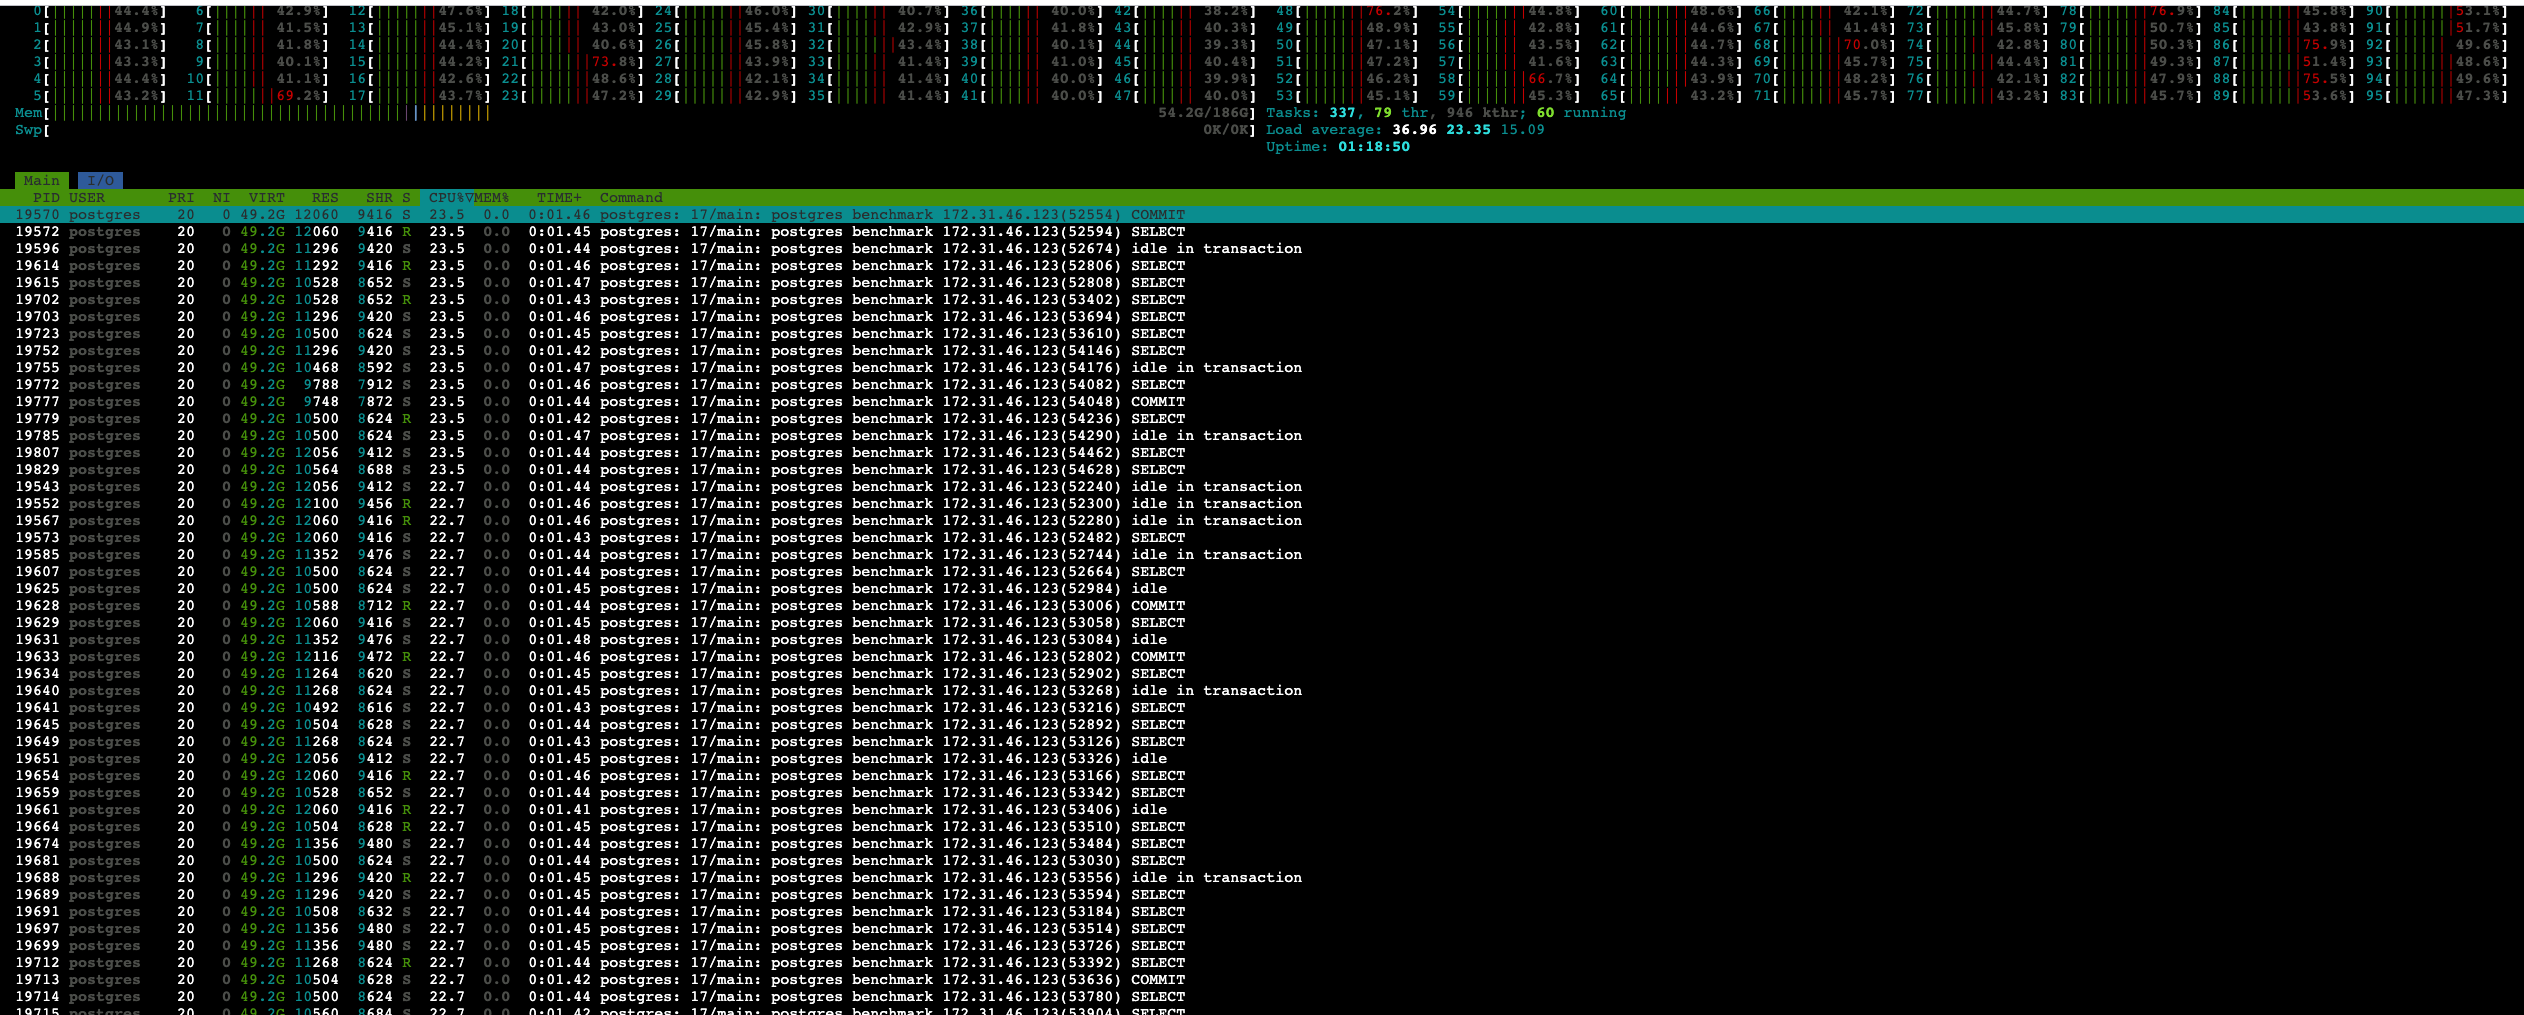 0[44.4%] 6[42.9%] 12[47.6%] 18[42.0%] 24[46.0%] 30[40.7%] 36[40.0%] 42[38.2%] 48[76.2%] 54[44.8%] 60[48.6%] 66[42.1%] 72[44.7%] 78[76.9%] 84[45.8%] 90[53.1%]
1[44.9%] 7[41.5%] 13[45.1%] 19[43.0%] 25[45.4%] 31[42.9%] 37[41.8%] 43[40.3%] 49[48.9%] 55[42.8%] 61[44.6%] 67[41.4%] 73[45.8%] 79[50.7%] 85[43.8%] 91[51.7%]
2[43.1%] 8[41.8%] 14[44.4%] 20[40.6%] 26[45.8%] 32[43.4%] 38[40.1%] 44[39.3%] 50[47.1%] 56[43.5%] 62[44.7%] 68[70.0%] 74[42.8%] 80[50.3%] 86[75.9%] 92[49.6%]
3[43.3%] 9[40.1%] 15[44.2%] 21[73.8%] 27[43.9%] 33[41.4%] 39[41.0%] 45[40.4%] 51[47.2%] 57[41.6%] 63[44.3%] 69[45.7%] 75[44.4%] 81[49.3%] 87[51.4%] 93[48.6%]
4[44.4%] 10[41.1%] 16[42.6%] 22[48.6%] 28[42.1%] 34[41.4%] 40[40.0%] 46[39.9%] 52[46.2%] 58[66.7%] 64[43.9%] 70[48.2%] 76[42.1%] 82[47.9%] 88[75.5%] 94[49.6%]
5[43.2%] 11[69.2%] 17[43.7%] 23[47.2%] 29[42.9%] 35[41.4%] 41[40.0%] 47[40.0%] 53[45.1%] 59[45.3%] 65[43.2%] 71[45.7%] 77[43.2%] 83[45.7%] 89[53.6%] 95[47.3%]
Mem[54.2G/186G] Tasks: 337, 79 thr, 946 kthr; 60 running
Swp[0K/0K] Load average: 36.96 23.35 15.09
Uptime: 01:18:50
Main I/O
PID USER PRI NI VIRT RES SHR S CPU%▽MEM% TIME+ Command
19570 postgres 20 0 49.2G 12060 9416 S 23.5 0.0 0:01.46 postgres: 17/main: postgres benchmark 172.31.46.123(52554) COMMIT
19572 postgres 20 0 49.2G 12060 9416 R 23.5 0.0 0:01.45 postgres: 17/main: postgres benchmark 172.31.46.123(52594) SELECT
19596 postgres 20 0 49.2G 11296 9420 S 23.5 0.0 0:01.44 postgres: 17/main: postgres benchmark 172.31.46.123(52674) idle in transaction
19614 postgres 20 0 49.2G 11292 9416 R 23.5 0.0 0:01.46 postgres: 17/main: postgres benchmark 172.31.46.123(52806) SELECT
19615 postgres 20 0 49.2G 10528 8652 S 23.5 0.0 0:01.47 postgres: 17/main: postgres benchmark 172.31.46.123(52808) SELECT
19702 postgres 20 0 49.2G 10528 8652 R 23.5 0.0 0:01.43 postgres: 17/main: postgres benchmark 172.31.46.123(53402) SELECT
19703 postgres 20 0 49.2G 11296 9420 S 23.5 0.0 0:01.46 postgres: 17/main: postgres benchmark 172.31.46.123(53694) SELECT
19723 postgres 20 0 49.2G 10500 8624 S 23.5 0.0 0:01.45 postgres: 17/main: postgres benchmark 172.31.46.123(53610) SELECT
19752 postgres 20 0 49.2G 11296 9420 S 23.5 0.0 0:01.42 postgres: 17/main: postgres benchmark 172.31.46.123(54146) SELECT
19755 postgres 20 0 49.2G 10468 8592 S 23.5 0.0 0:01.47 postgres: 17/main: postgres benchmark 172.31.46.123(54176) idle in transaction
19772 postgres 20 0 49.2G 9788 7912 S 23.5 0.0 0:01.46 postgres: 17/main: postgres benchmark 172.31.46.123(54082) SELECT
19777 postgres 20 0 49.2G 9748 7872 S 23.5 0.0 0:01.44 postgres: 17/main: postgres benchmark 172.31.46.123(54048) COMMIT
19779 postgres 20 0 49.2G 10500 8624 R 23.5 0.0 0:01.42 postgres: 17/main: postgres benchmark 172.31.46.123(54236) SELECT
19785 postgres 20 0 49.2G 10500 8624 S 23.5 0.0 0:01.47 postgres: 17/main: postgres benchmark 172.31.46.123(54290) idle in transaction
19807 postgres 20 0 49.2G 12056 9412 S 23.5 0.0 0:01.44 postgres: 17/main: postgres benchmark 172.31.46.123(54462) SELECT
19829 postgres 20 0 49.2G 10564 8688 S 23.5 0.0 0:01.44 postgres: 17/main: postgres benchmark 172.31.46.123(54628) SELECT
19543 postgres 20 0 49.2G 12056 9412 S 22.7 0.0 0:01.44 postgres: 17/main: postgres benchmark 172.31.46.123(52240) idle in transaction
19552 postgres 20 0 49.2G 12100 9456 R 22.7 0.0 0:01.46 postgres: 17/main: postgres benchmark 172.31.46.123(52300) idle in transaction
19567 postgres 20 0 49.2G 12060 9416 R 22.7 0.0 0:01.46 postgres: 17/main: postgres benchmark 172.31.46.123(52280) idle in transaction
19573 postgres 20 0 49.2G 12060 9416 S 22.7 0.0 0:01.43 postgres: 17/main: postgres benchmark 172.31.46.123(52482) SELECT
19585 postgres 20 0 49.2G 11352 9476 S 22.7 0.0 0:01.44 postgres: 17/main: postgres benchmark 172.31.46.123(52744) idle in transaction
19607 postgres 20 0 49.2G 10500 8624 S 22.7 0.0 0:01.44 postgres: 17/main: postgres benchmark 172.31.46.123(52664) SELECT
19625 postgres 20 0 49.2G 10500 8624 S 22.7 0.0 0:01.45 postgres: 17/main: postgres benchmark 172.31.46.123(52984) idle
19628 postgres 20 0 49.2G 10588 8712 R 22.7 0.0 0:01.44 postgres: 17/main: postgres benchmark 172.31.46.123(53006) COMMIT
19629 postgres 20 0 49.2G 12060 9416 S 22.7 0.0 0:01.45 postgres: 17/main: postgres benchmark 172.31.46.123(53058) SELECT
19631 postgres 20 0 49.2G 11352 9476 S 22.7 0.0 0:01.48 postgres: 17/main: postgres benchmark 172.31.46.123(53084) idle
19633 postgres 20 0 49.2G 12116 9472 R 22.7 0.0 0:01.46 postgres: 17/main: postgres benchmark 172.31.46.123(52802) COMMIT
19634 postgres 20 0 49.2G 11264 8620 S 22.7 0.0 0:01.45 postgres: 17/main: postgres benchmark 172.31.46.123(52902) SELECT
19640 postgres 20 0 49.2G 11268 8624 S 22.7 0.0 0:01.45 postgres: 17/main: postgres benchmark 172.31.46.123(53268) idle in transaction
19641 postgres 20 0 49.2G 10492 8616 S 22.7 0.0 0:01.43 postgres: 17/main: postgres benchmark 172.31.46.123(53216) SELECT
19645 postgres 20 0 49.2G 10504 8628 S 22.7 0.0 0:01.44 postgres: 17/main: postgres benchmark 172.31.46.123(52892) SELECT
19649 postgres 20 0 49.2G 11268 8624 S 22.7 0.0 0:01.43 postgres: 17/main: postgres benchmark 172.31.46.123(53126) SELECT
19651 postgres 20 0 49.2G 12056 9412 S 22.7 0.0 0:01.45 postgres: 17/main: postgres benchmark 172.31.46.123(53326) idle
19654 postgres 20 0 49.2G 12060 9416 R 22.7 0.0 0:01.46 postgres: 17/main: postgres benchmark 172.31.46.123(53166) SELECT
19659 postgres 20 0 49.2G 10528 8652 S 22.7 0.0 0:01.44 postgres: 17/main: postgres benchmark 172.31.46.123(53342) SELECT
19661 postgres 20 0 49.2G 12060 9416 R 22.7 0.0 0:01.41 postgres: 17/main: postgres benchmark 172.31.46.123(53406) idle
19664 postgres 20 0 49.2G 10504 8628 R 22.7 0.0 0:01.45 postgres: 17/main: postgres benchmark 172.31.46.123(53510) SELECT
19674 postgres 20 0 49.2G 11356 9480 S 22.7 0.0 0:01.44 postgres: 17/main: postgres benchmark 172.31.46.123(53484) SELECT
19681 postgres 20 0 49.2G 10500 8624 S 22.7 0.0 0:01.44 postgres: 17/main: postgres benchmark 172.31.46.123(53030) SELECT
19688 postgres 20 0 49.2G 11296 9420 R 22.7 0.0 0:01.45 postgres: 17/main: postgres benchmark 172.31.46.123(53556) idle in transaction
19689 postgres 20 0 49.2G 11296 9420 S 22.7 0.0 0:01.45 postgres: 17/main: postgres benchmark 172.31.46.123(53594) SELECT
19691 postgres 20 0 49.2G 10508 8632 S 22.7 0.0 0:01.44 postgres: 17/main: postgres benchmark 172.31.46.123(53184) SELECT
19697 postgres 20 0 49.2G 11356 9480 S 22.7 0.0 0:01.45 postgres: 17/main: postgres benchmark 172.31.46.123(53514) SELECT
19699 postgres 20 0 49.2G 11356 9480 S 22.7 0.0 0:01.45 postgres: 17/main: postgres benchmark 172.31.46.123(53726) SELECT
19712 postgres 20 0 49.2G 11268 8624 R 22.7 0.0 0:01.44 postgres: 17/main: postgres benchmark 172.31.46.123(53392) SELECT
19713 postgres 20 0 49.2G 10504 8628 S 22.7 0.0 0:01.42 postgres: 17/main: postgres benchmark 172.31.46.123(53636) COMMIT
19714 postgres 20 0 49.2G 10500 8624 S 22.7 0.0 0:01.44 postgres: 17/main: postgres benchmark 172.31.46.123(53780) SELECT
19715 postgres 20 0 49.2G 10560 8684 S 22.7 0.0 0:01.42 postgres: 17/main: postgres benchmark 172.31.46.123(53904) SELECT